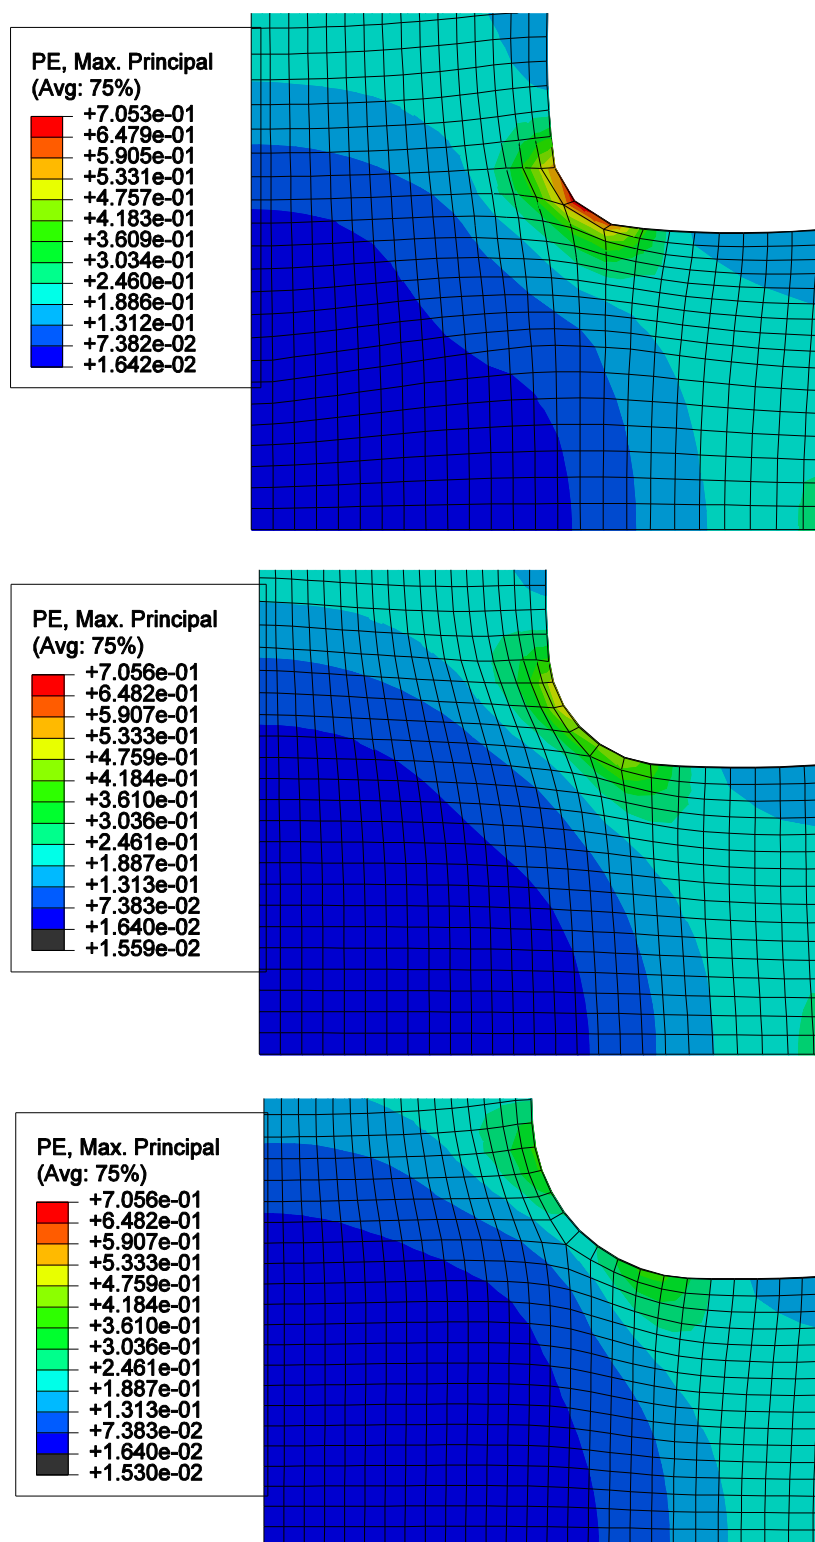 PE, Max. Principal
(Avg: 75%)
+7.053e-01
+6.479e-01
+5.905e-01
+5.331e-01
+4.757e-01
+4.183e-01
+3.609e-01
+3.034e-01
+2.460e-01
+1.886e-01
+1.312e-01
+7.382e-02
+1.642e-02
PE, Max. Principal
(Avg: 75%)
+7.056e-01
+6.482e-01
+5.907e-01
+5.333e-01
+4.759e-01
+4.184e-01
+3.610e-01
+3.036e-01
+2.461e-01
+1.887e-01
+1.313e-01
+7.383e-02
+1.640e-02
+1.559e-02
PE, Max. Principal
(Avg: 75%)
+7.056e-01
+6.482e-01
+5.907e-01
+5.333e-01
+4.759e-01
+4.184e-01
+3.610e-01
+3.036e-01
+2.461e-01
+1.887e-01
+1.313e-01
+7.383e-02
+1.640e-02
+1.530e-02